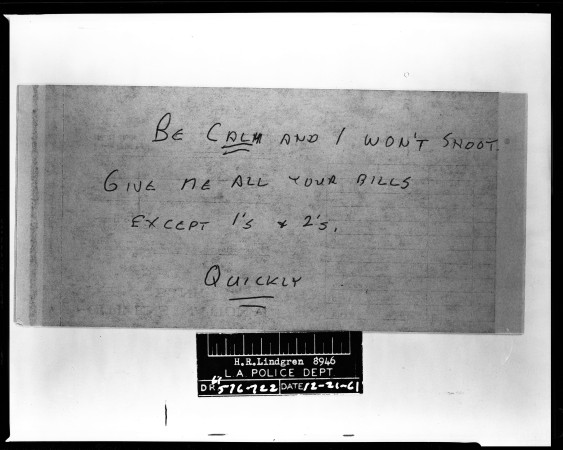 BE CALM AND I WON'T SHOOT.
GIVE ME ALL YOUR BILLS
EXCEPT 1'S & 2'S.
QUICKLY
H.R.Lindgren 8946
L.A. POLICE DEPT.
DR 576-722 DATE 12-21-61